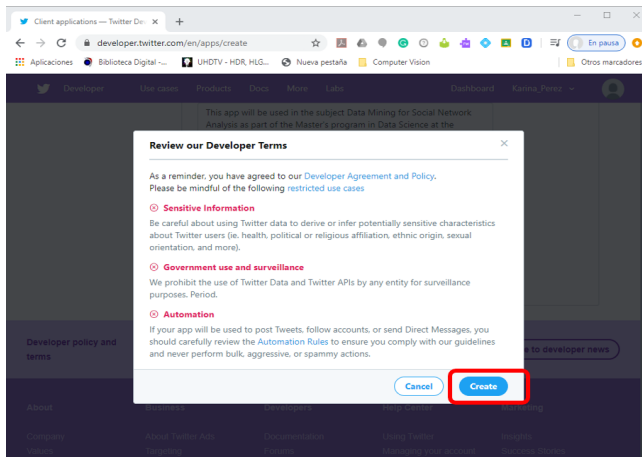 Client applications — Twitter De
developer.twitter.com/en/apps/create
En pausa
Aplicaciones Biblioteca Digital -... UHDTV - HDR, HLG... Nueva pestaña Computer Vision Otros marcadores
Developer Use cases Products Docs More Labs Dashboard Karina_Perez
This app will be used in the subject Data Mining for Social Network
Analysis as part of the Master's program in Data Science at the
Review our Developer Terms
As a reminder, you have agreed to our Developer Agreement and Policy.
Please be mindful of the following restricted use cases
Sensitive Information
Be careful about using Twitter data to derive or infer potentially sensitive characteristics
about Twitter users (ie. health, political or religious affiliation, ethnic origin, sexual
orientation, and more).
Government use and surveillance
We prohibit the use of Twitter Data and Twitter APIs by any entity for surveillance
purposes. Period.
Automation
If your app will be used to post Tweets, follow accounts, or send Direct Messages, you
should carefully review the Automation Rules to ensure you comply with our guidelines
and never perform bulk, aggressive, or spammy actions.
Cancel Create
Developer policy and
terms
e to developer news
About Business Developers Help Center Marketing
Company About Twitter Ads Documentation Using Twitter Insights
Values Targeting Forums Managing your account Success Stories